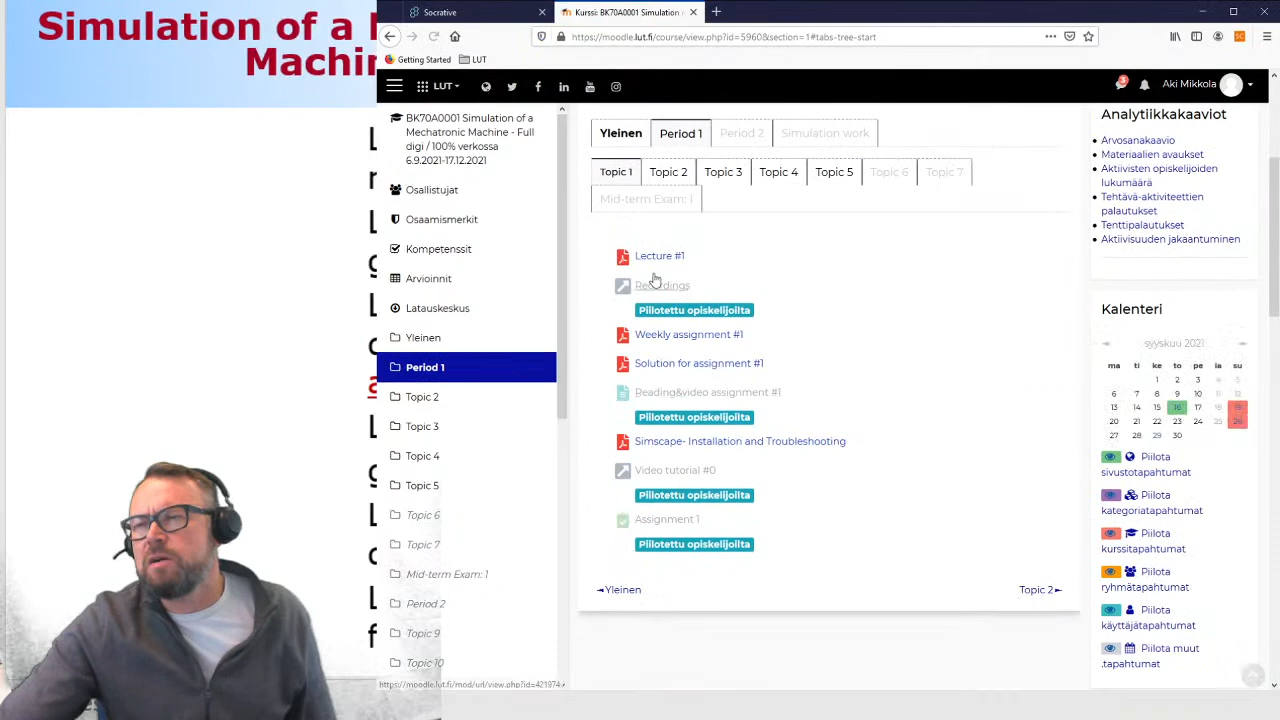 Simulation of a
Machin
Socrative
Kurssi: BK70A0001 Simulation
https://moodle.lut.fi/course/view.php?id=5960&section=1#tabs-tree-start
Getting Started
LUT
LUT
3
Aki Mikkola
BK70A0001 Simulation of a
Mechatronic Machine - Full
digi / 100% verkossa
6.9.2021-17.12.2021
Osallistujat
Osaamismerkit
Kompetenssit
Arvioinnit
Latauskeskus
Yleinen
Period 1
Topic 2
Topic 3
Topic 4
Topic 5
Topic 6
Topic 7
Mid-term Exam: 1
Period 2
Topic 9
Topic 10
https://moodle.lut.fi/mod/url/view.php?id=421974
Yleinen
Period 1
Period 2
Simulation work
Topic 1
Topic 2
Topic 3
Topic 4
Topic 5
Topic 6
Topic 7
Mid-term Exam: I
Lecture #1
Recordings
Piilotettu opiskelijoilta
Weekly assignment #1
Solution for assignment #1
Reading&video assignment #1
Piilotettu opiskelijoilta
Simscape- Installation and Troubleshooting
Video tutorial #0
Piilotettu opiskelijoilta
Assignment 1
Piilotettu opiskelijoilta
◄Yleinen
Topic 2►
Analytiikkakaaviot
Arvosanakaavio
Materiaalien avaukset
Aktiivisten opiskelijoiden
lukumäärä
Tehtävä-aktiviteettien
palautukset
Tenttipalautukset
Aktiivisuuden jakaantuminen
Kalenteri
◄ syyskuu 2021 ►
ma ti ke to pe la su
1 2 3 4 5
6 7 8 9 10 11 12
13 14 15 16 17 18 19
20 21 22 23 24 25 26
27 28 29 30
Piilota
sivustotapahtumat
Piilota
kategoriatapahtumat
Piilota
kurssitapahtumat
Piilota
ryhmätapahtumat
Piilota
käyttäjätapahtumat
Piilota muut
.tapahtumat